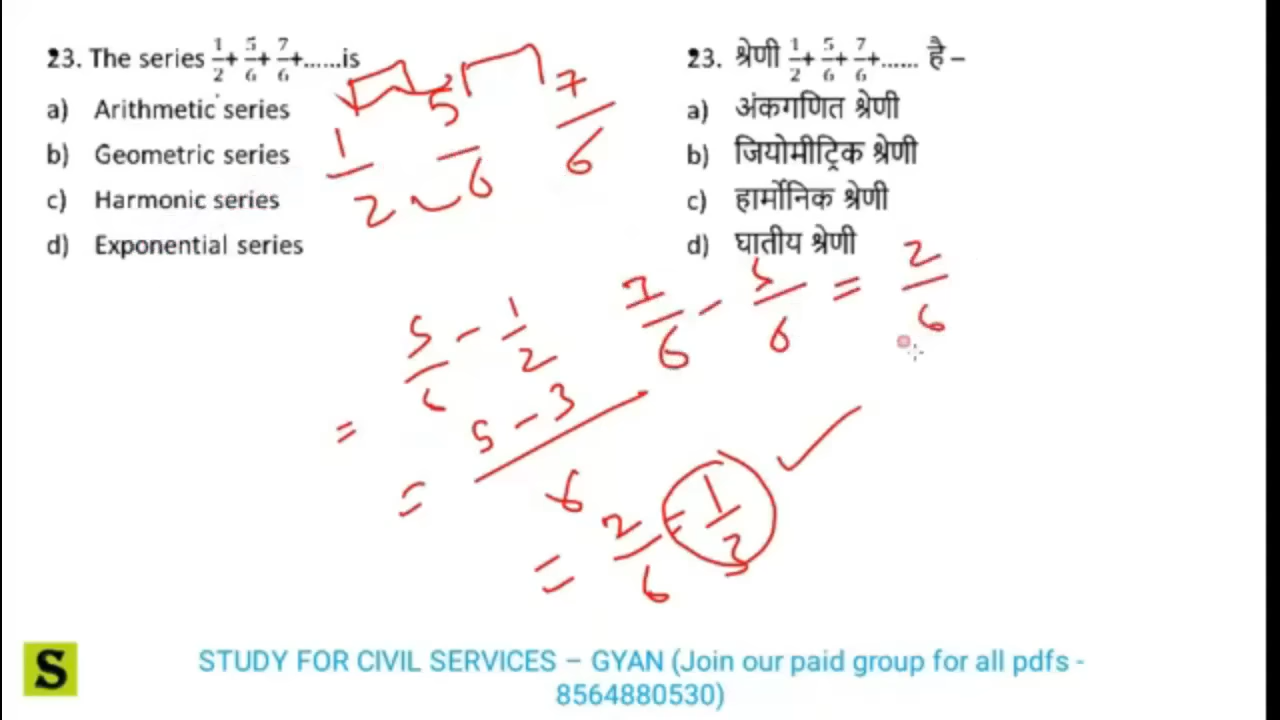 23. The series 1/2 + 5/6 + 7/6 +......is
a) Arithmetic series
b) Geometric series
c) Harmonic series
d) Exponential series
23. श्रेणी 1/2 + 5/6 + 7/6 +...... है –
a) अंकगणित श्रेणी
b) जियोमीट्रिक श्रेणी
c) हार्मोनिक श्रेणी
d) घातीय श्रेणी
1/2 5/6 7/6
5/6 - 1/2
=
= 5-3/6
= 2/6 = 1/3
7/6 - 5/6 = 2/6
S
STUDY FOR CIVIL SERVICES – GYAN (Join our paid group for all pdfs -
8564880530)